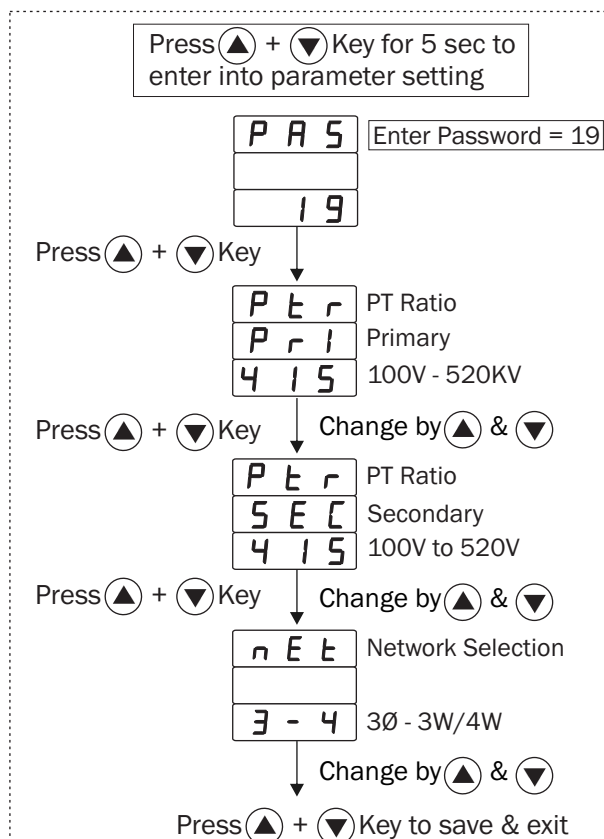 Press ▲ + ▼ Key for 5 sec to
enter into parameter setting
PAS
Enter Password = 19
19
Press ▲ + ▼ Key
Ptr PT Ratio
PrI Primary
415 100V - 520KV
Press ▲ + ▼ Key
Change by ▲ & ▼
Ptr PT Ratio
SEC Secondary
415 100V to 520V
Press ▲ + ▼ Key
Change by ▲ & ▼
nEt Network Selection
3-4 3Ø - 3W/4W
Change by ▲ & ▼
Press ▲ + ▼ Key to save & exit